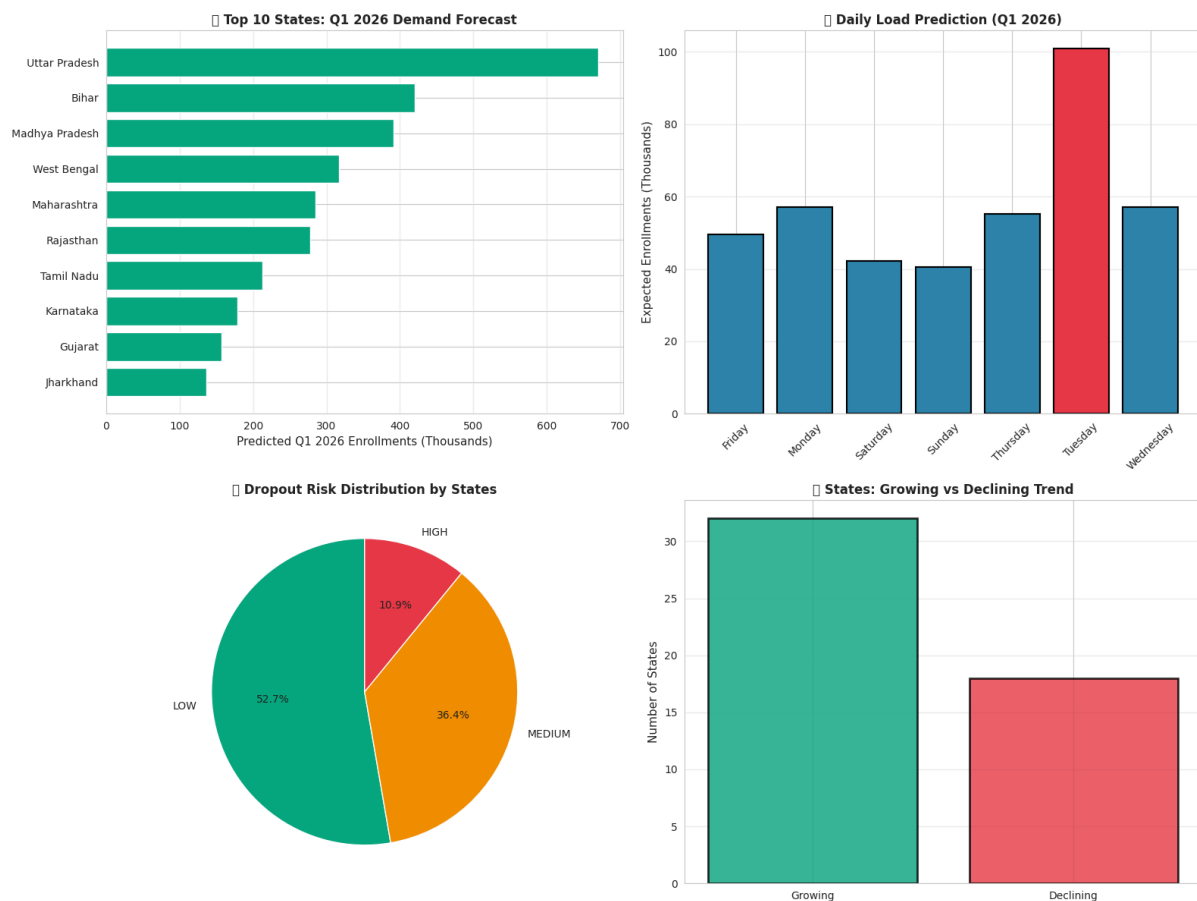 Top 10 States: Q1 2026 Demand Forecast
Uttar Pradesh
Bihar
Madhya Pradesh
West Bengal
Maharashtra
Rajasthan
Tamil Nadu
Karnataka
Gujarat
Jharkhand
0 100 200 300 400 500 600 700
Predicted Q1 2026 Enrollments (Thousands)
Daily Load Prediction (Q1 2026)
Expected Enrollments (Thousands)
100
80
60
40
20
0
Friday Monday Saturday Sunday Thursday Tuesday Wednesday
Dropout Risk Distribution by States
HIGH
10.9%
52.7%
LOW
36.4%
MEDIUM
States: Growing vs Declining Trend
Number of States
30
25
20
15
10
5
0
Growing Declining